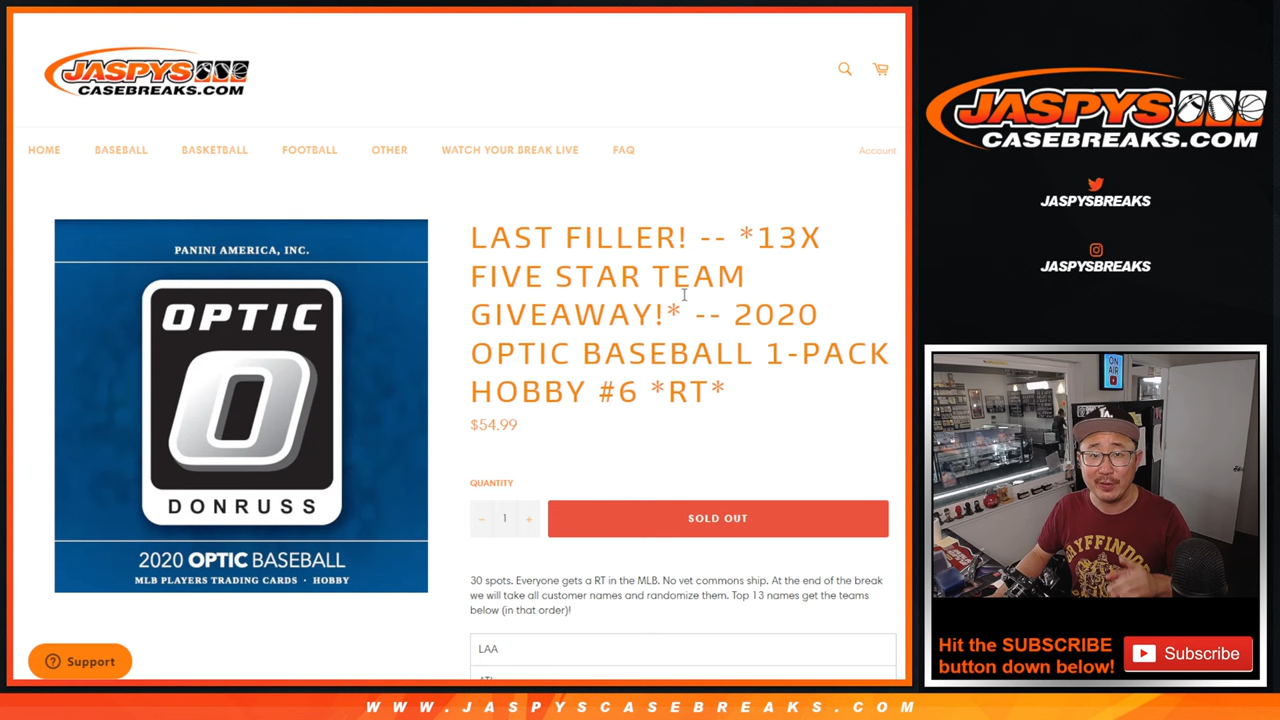 JASPYS
CASEBREAKS.COM
HOME
BASEBALL
BASKETBALL
FOOTBALL
OTHER
WATCH YOUR BREAK LIVE
FAQ
Account
PANINI AMERICA, INC.
OPTIC
DONRUSS
2020 OPTIC BASEBALL
MLB PLAYERS TRADING CARDS · HOBBY
LAST FILLER! -- *13X
FIVE STAR TEAM
GIVEAWAY!* -- 2020
OPTIC BASEBALL 1-PACK
HOBBY #6 *RT*
$54.99
QUANTITY
− 1 +
SOLD OUT
30 spots. Everyone gets a RT in the MLB. No vet commons ship. At the end of the break
we will take all customer names and randomize them. Top 13 names get the teams
below (in that order)!
LAA
Support
JASPYS
CASEBREAKS.COM
JASPYSBREAKS
JASPYSBREAKS
ON
AIR
GRYFFINDOR
Hit the SUBSCRIBE
button down below!
Subscribe
WWW.JASPYSCASEBREAKS.COM